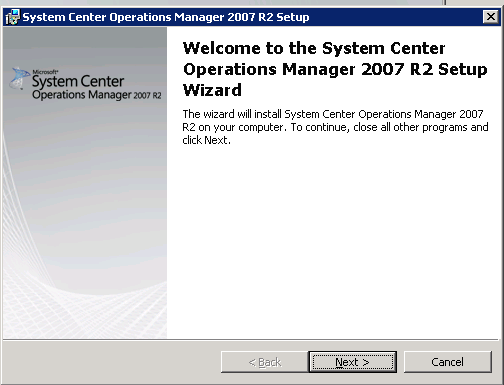 System Center Operations Manager 2007 R2 Setup
Microsoft®
System Center
Operations Manager 2007 R2
Welcome to the System Center
Operations Manager 2007 R2 Setup
Wizard
The wizard will install System Center Operations Manager 2007
R2 on your computer. To continue, close all other programs and
click Next.
< Back
Next >
Cancel